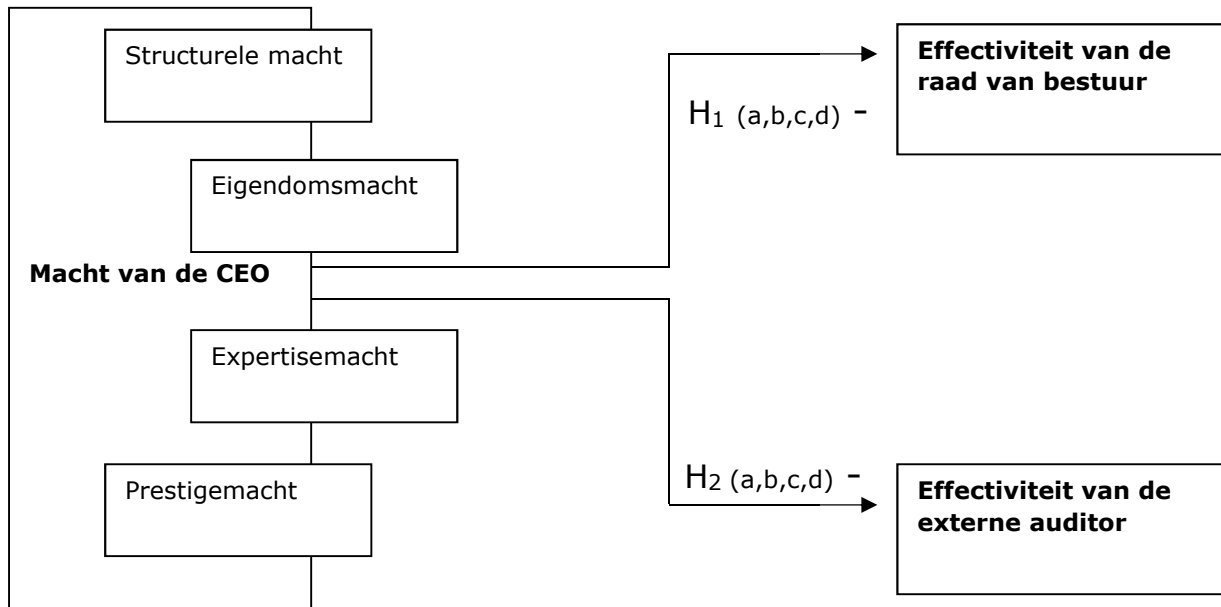 Structurele macht
Effectiviteit van de
raad van bestuur
H1 (a,b,c,d) -
Eigendomsmacht
Macht van de CEO
Expertisemacht
Prestigemacht
H2 (a,b,c,d) -
Effectiviteit van de
externe auditor